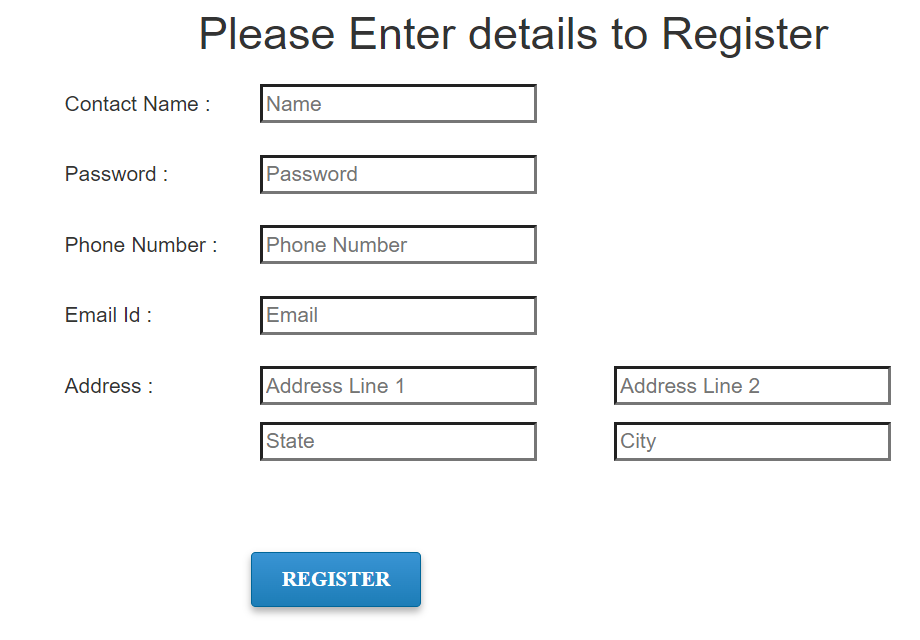 Please Enter details to Register
Contact Name : Name
Password : Password
Phone Number : Phone Number
Email Id : Email
Address : Address Line 1 Address Line 2
State City
REGISTER